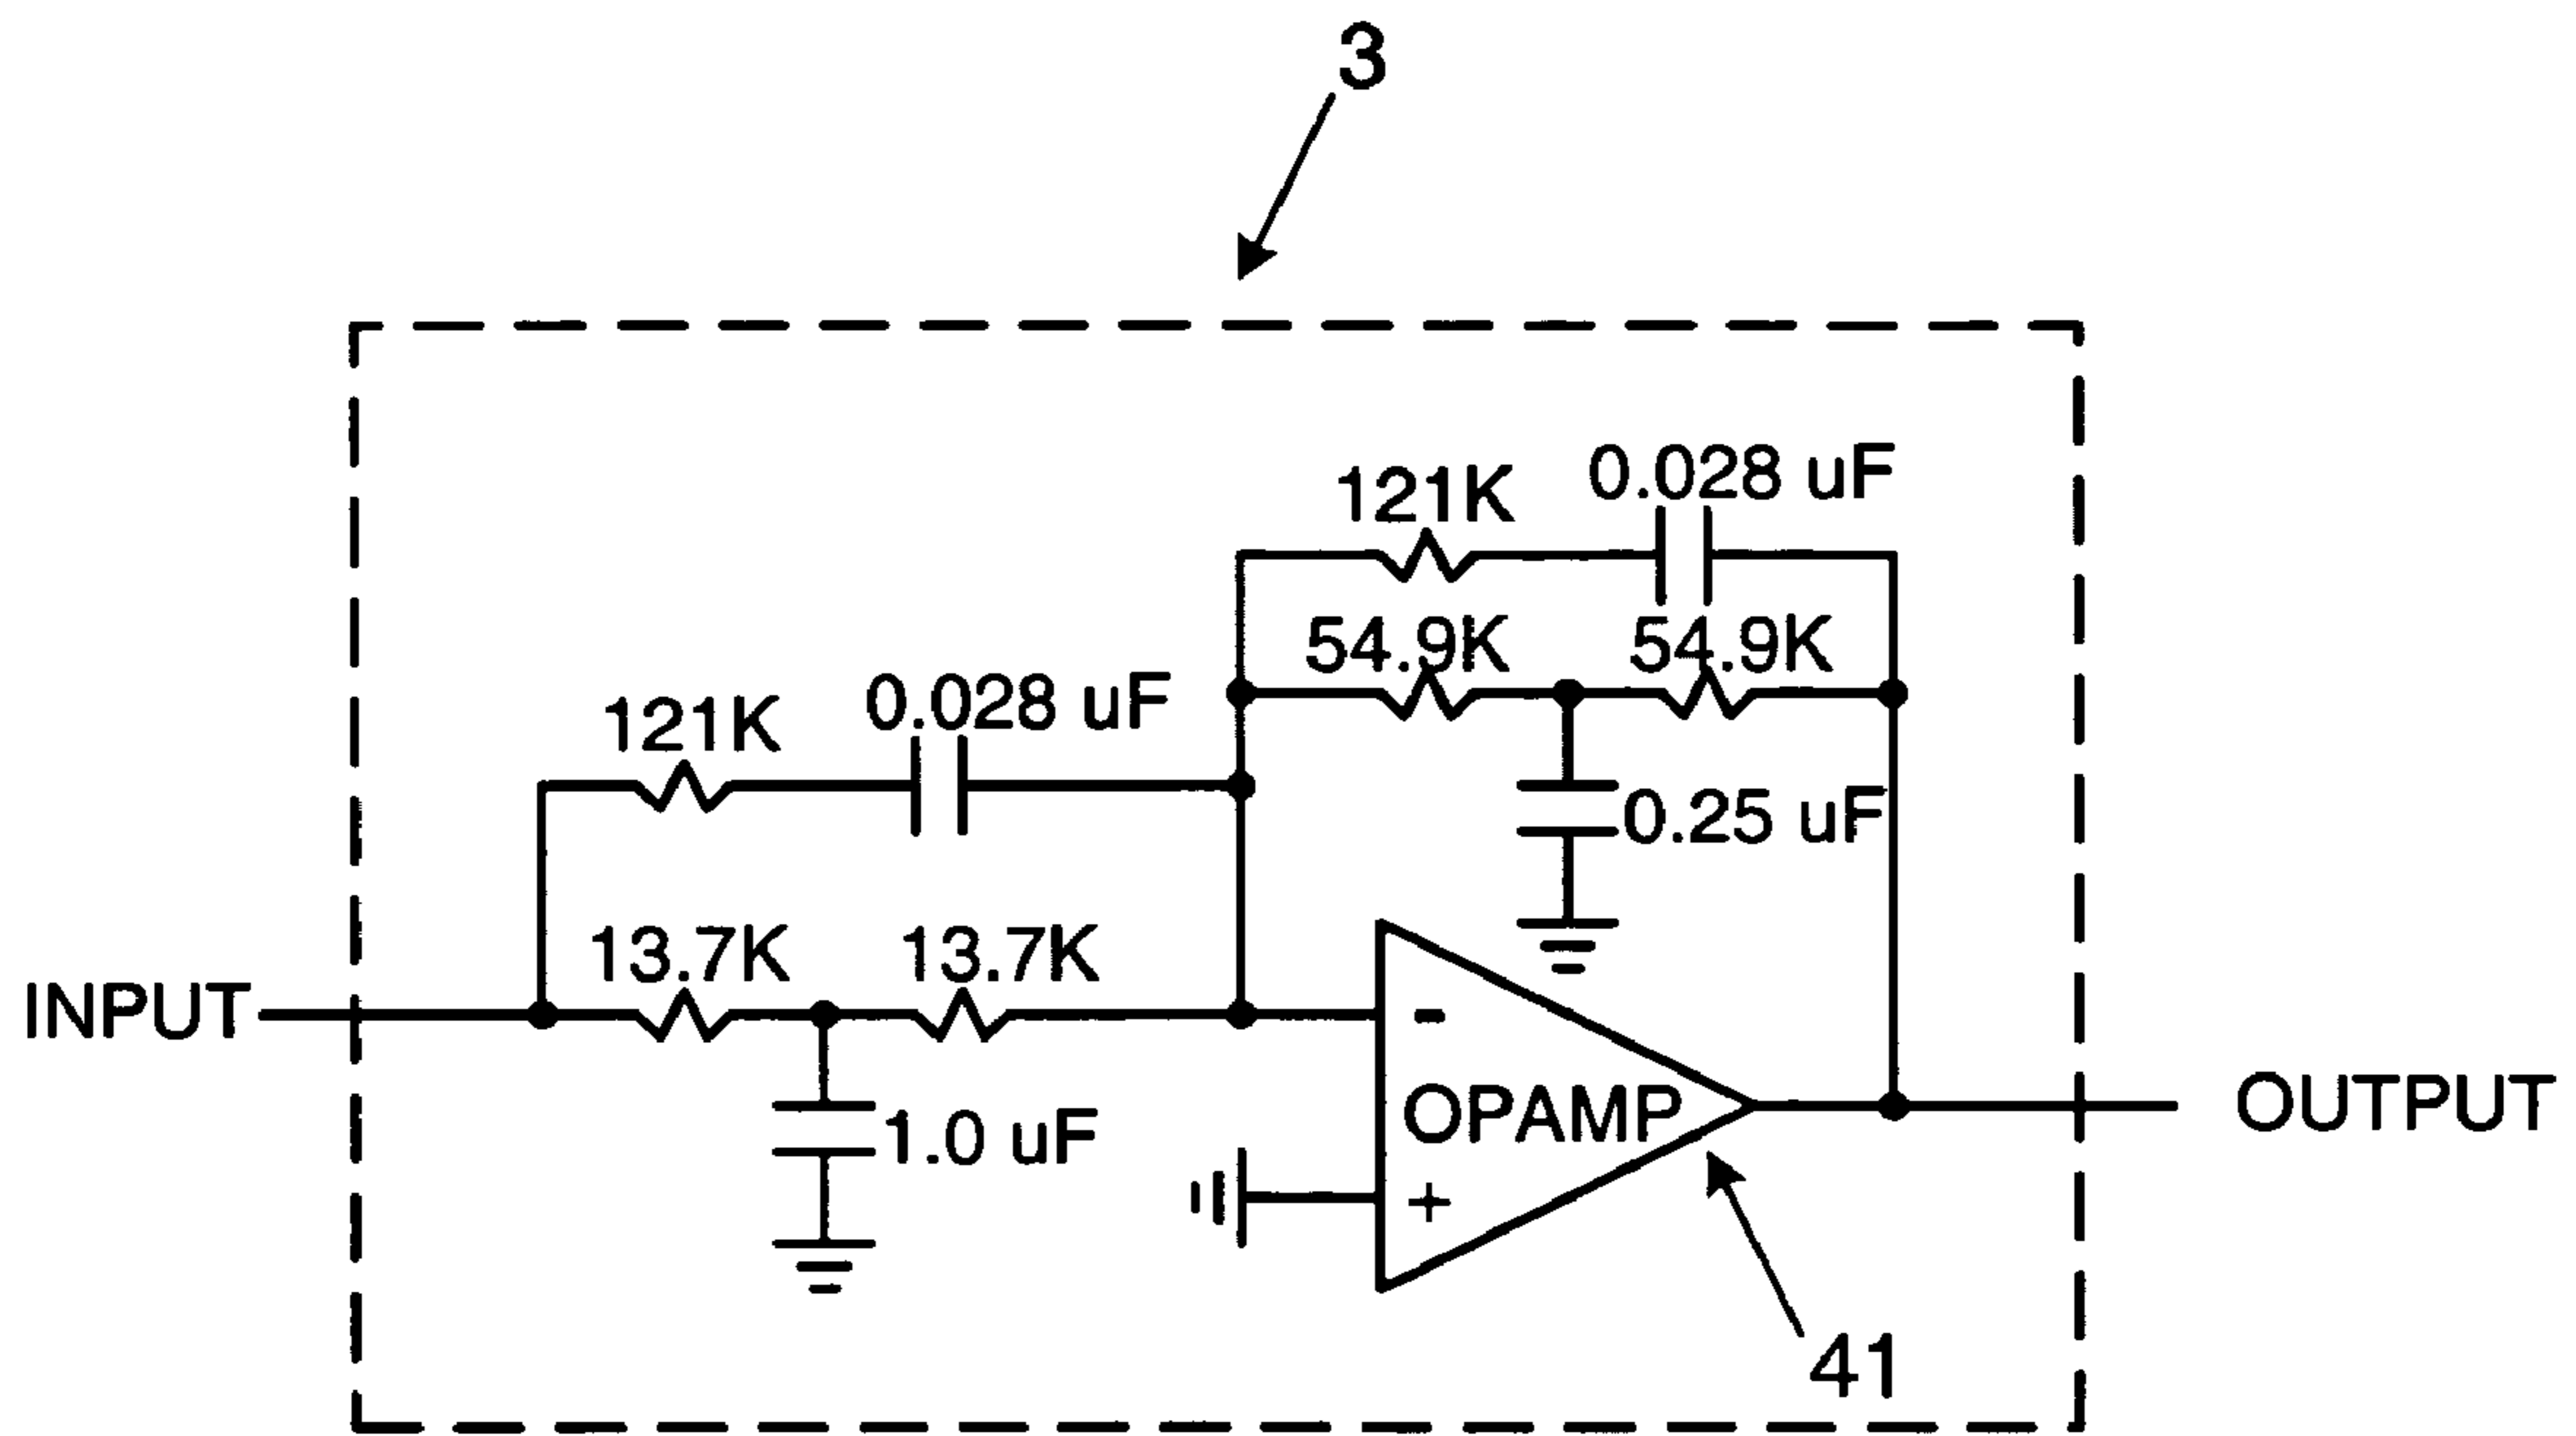 3
121K
0.028 uF
54.9K
54.9K
121K
0.028 uF
0.25 uF
13.7K
13.7K
INPUT
-
OPAMP
OUTPUT
1.0 uF
+
41